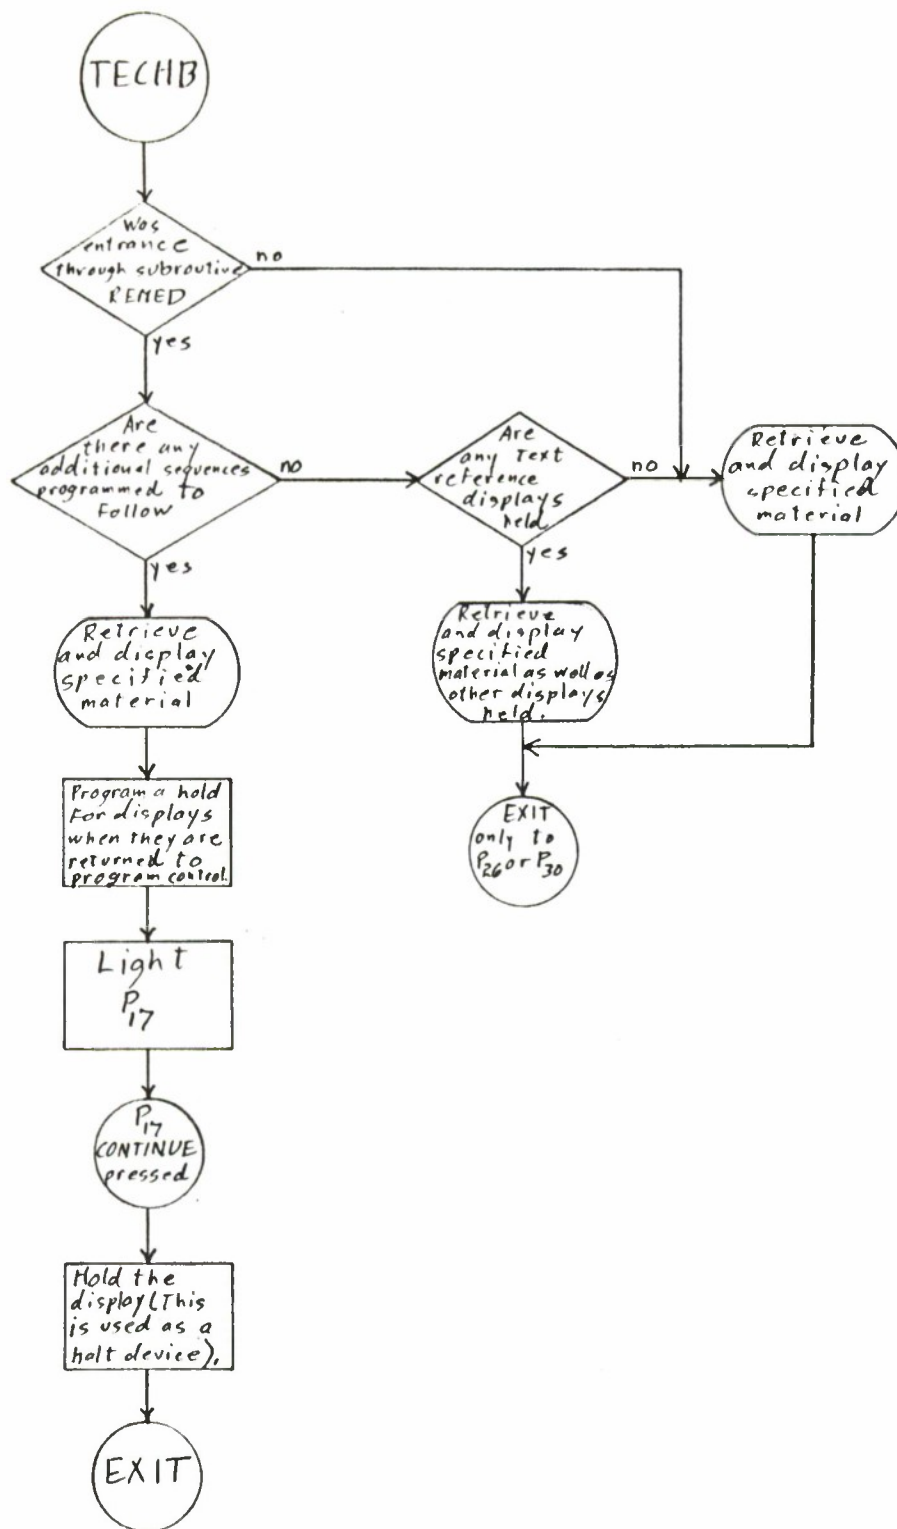 TECHB
Was
entrance
through subroutive
REMED
no
yes
Are
there any
additional sequences
programmed to
Follow
no
yes
Are
any Text
reference
displays
held
no
yes
Retrieve
and display
specified
material
Retrieve
and display
specified
material
Retrieve
and display
specified
material as well as
other displays
held.
Program a hold
For displays
when they are
returned to
program control.
EXIT
only to
P26 or P30
Light
P17
P17
CONTINUE
pressed
Hold the
display (This
is used as a
halt device).
EXIT